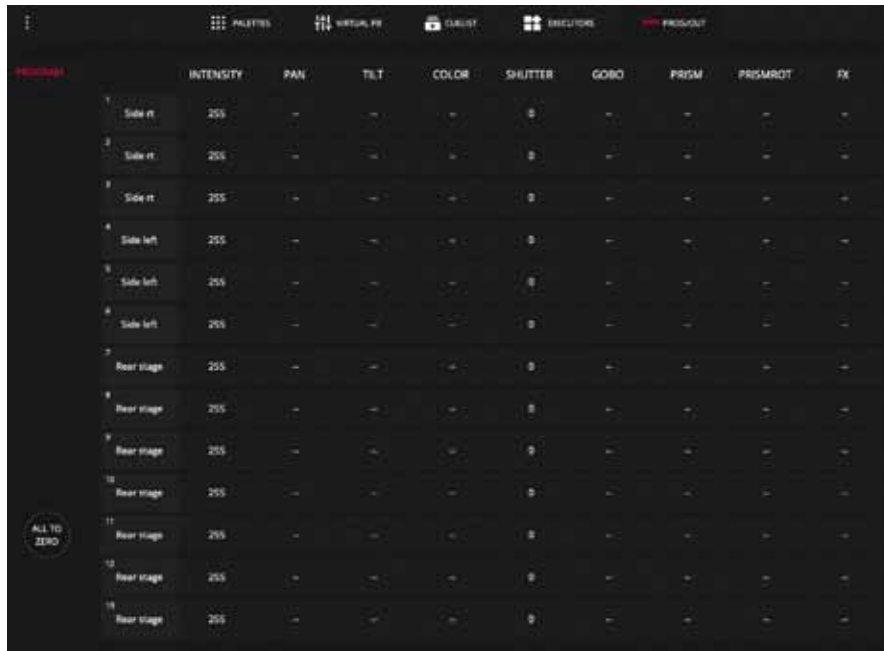 PALETTES VIRTUAL FIX CUELIST EXECUTORS PROG/OUT
PROGRAM INTENSITY PAN TILT COLOR SHUTTER GOBO PRISM PRISMROT FX
1 Side rt 255 -- -- -- 0 -- -- -- --
2 Side rt 255 -- -- -- 0 -- -- -- --
3 Side rt 255 -- -- -- 0 -- -- -- --
4 Side left 255 -- -- -- 0 -- -- -- --
5 Side left 255 -- -- -- 0 -- -- -- --
6 Side left 255 -- -- -- 0 -- -- -- --
7 Rear stage 255 -- -- -- 0 -- -- -- --
8 Rear stage 255 -- -- -- 0 -- -- -- --
9 Rear stage 255 -- -- -- 0 -- -- -- --
10 Rear stage 255 -- -- -- 0 -- -- -- --
11 Rear stage 255 -- -- -- 0 -- -- -- --
12 Rear stage 255 -- -- -- 0 -- -- -- --
Rear stage 255 -- -- -- 0 -- -- -- --
ALL TO
ZERO